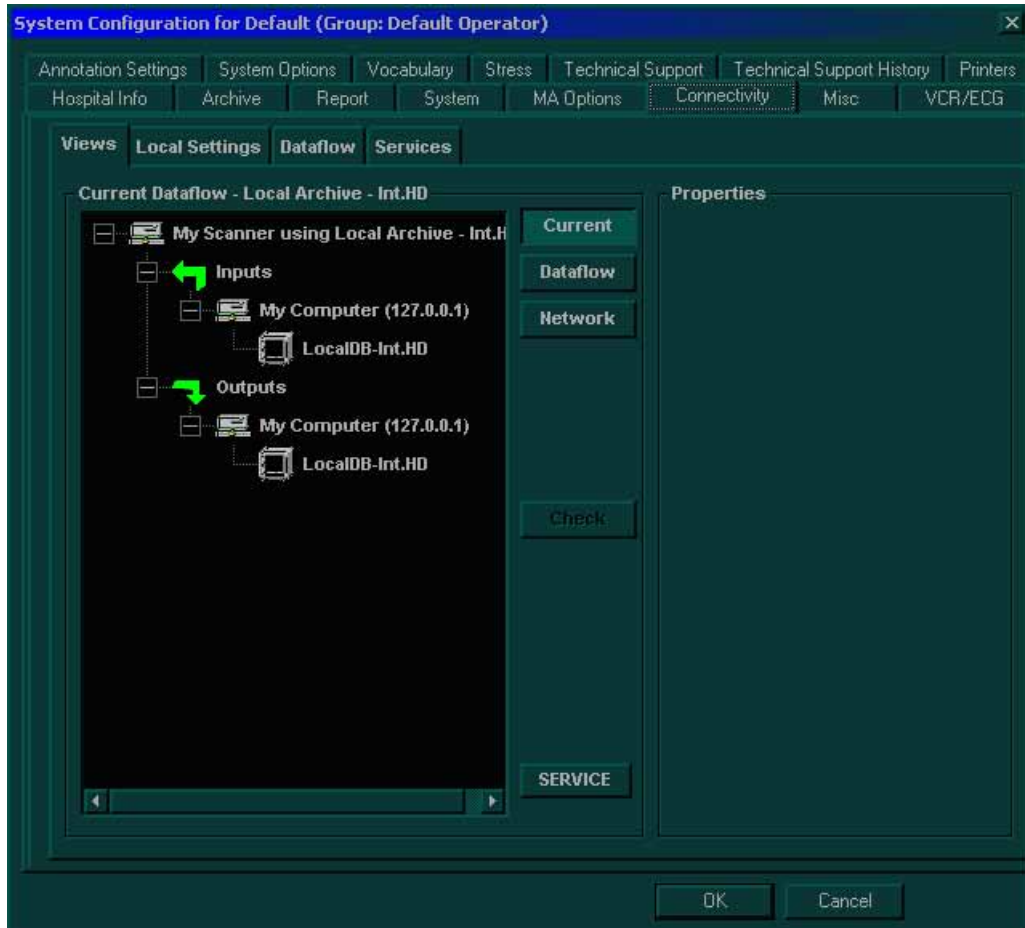 System Configuration for Default (Group: Default Operator)
Annotation Settings System Options Vocabulary Stress Technical Support Technical Support History Printers
Hospital Info Archive Report System MA Options Connectivity Misc VCR/ECG
Views Local Settings Dataflow Services
Current Dataflow - Local Archive - Int.HD Properties
My Scanner using Local Archive - Int.H Current
Inputs Dataflow
My Computer (127.0.0.1) Network
LocalDB-Int.HD
Outputs
My Computer (127.0.0.1)
LocalDB-Int.HD
Check
SERVICE
OK Cancel